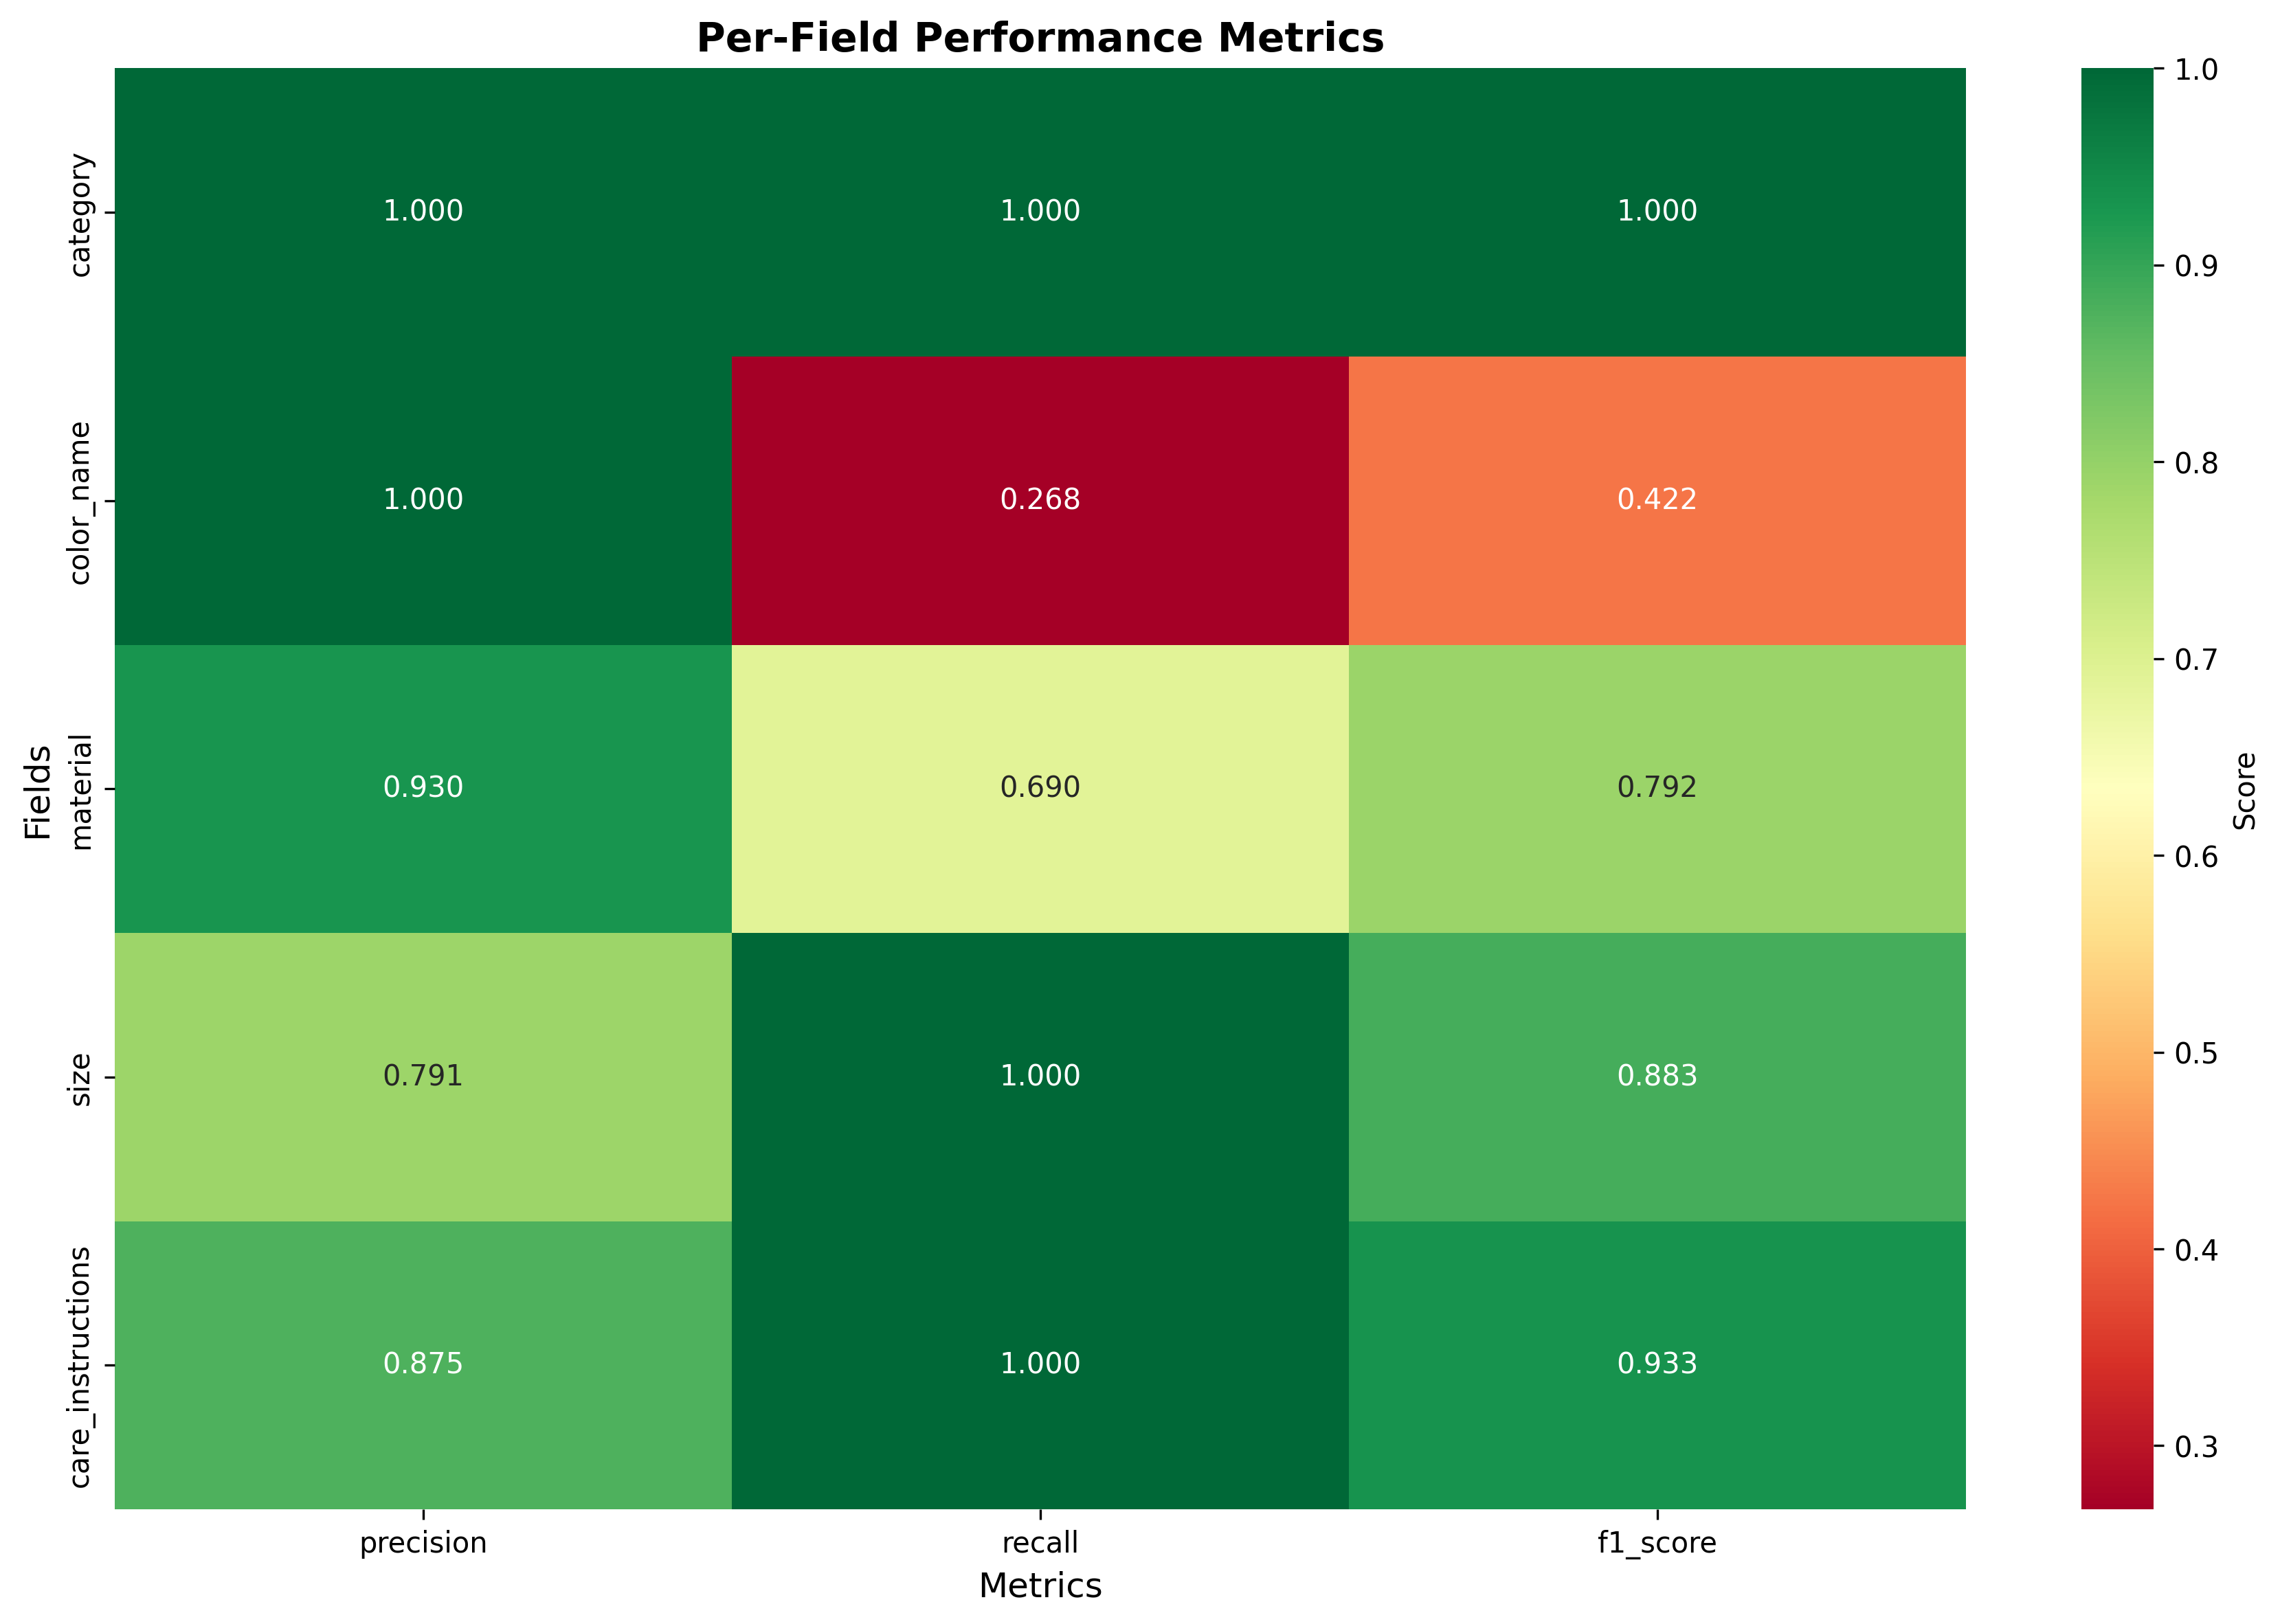 Per-Field Performance Metrics
Fields
category
1.000 1.000 1.000
color_name
1.000 0.268 0.422
material
0.930 0.690 0.792
size
0.791 1.000 0.883
care_instructions
0.875 1.000 0.933
precision recall f1_score
Metrics
1.0
0.9
0.8
0.7
0.6
0.5
0.4
0.3
Score